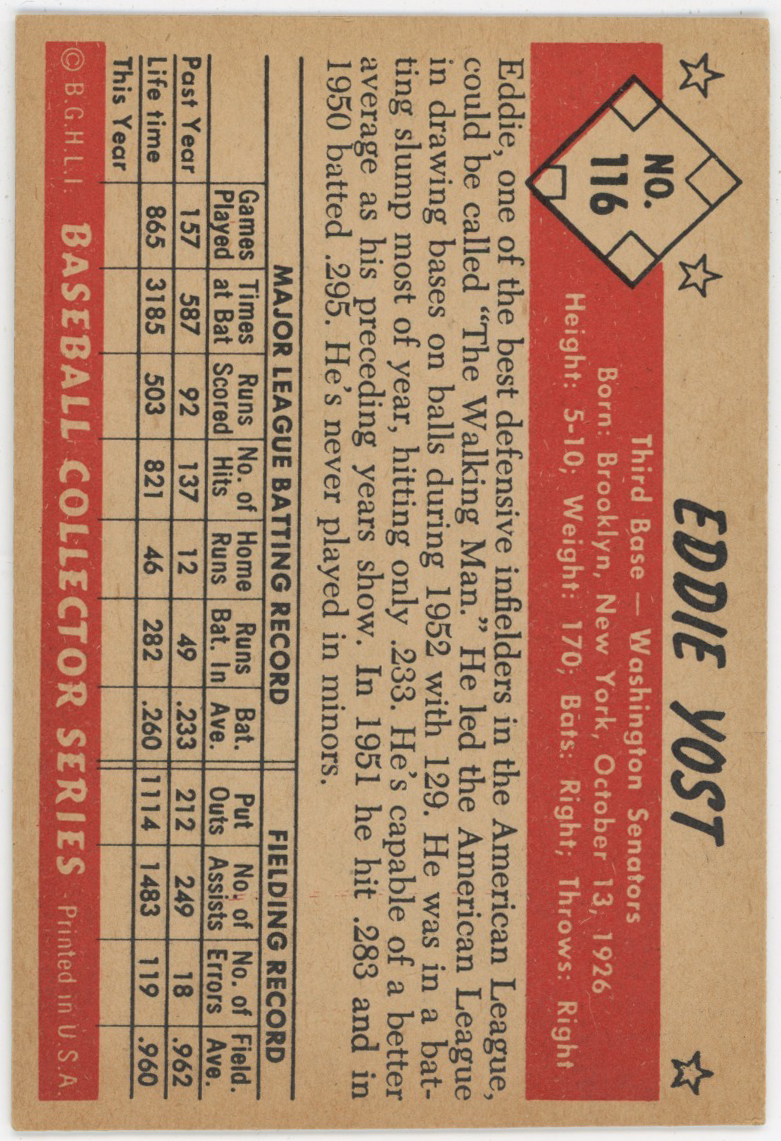 EDDIE YOST
NO.
116
Third Base — Washington Senators
Born: Brooklyn, New York, October 13, 1926
Height: 5-10; Weight: 170; Bats: Right; Throws: Right
Eddie, one of the best defensive infielders in the American League,
could be called “The Walking Man.” He led the American League
in drawing bases on balls during 1952 with 129. He was in a bat-
ting slump most of year, hitting only .233. He's capable of a better
average as his preceding years show. In 1951 he hit .283 and in
1950 batted .295. He's never played in minors.
MAJOR LEAGUE BATTING RECORD FIELDING RECORD
Games Times Runs No. of Home Runs Bat. Put No. of No. of Field.
Played at Bat Scored Hits Runs Bat. In Ave. Outs Assists Errors Ave.
Past Year 157 587 92 137 12 49 .233 212 249 18 .962
Life time 865 3185 503 821 46 282 .260 1114 1483 119 .960
This Year
© B.G.H.L.I. BASEBALL COLLECTOR SERIES Printed in U.S.A.